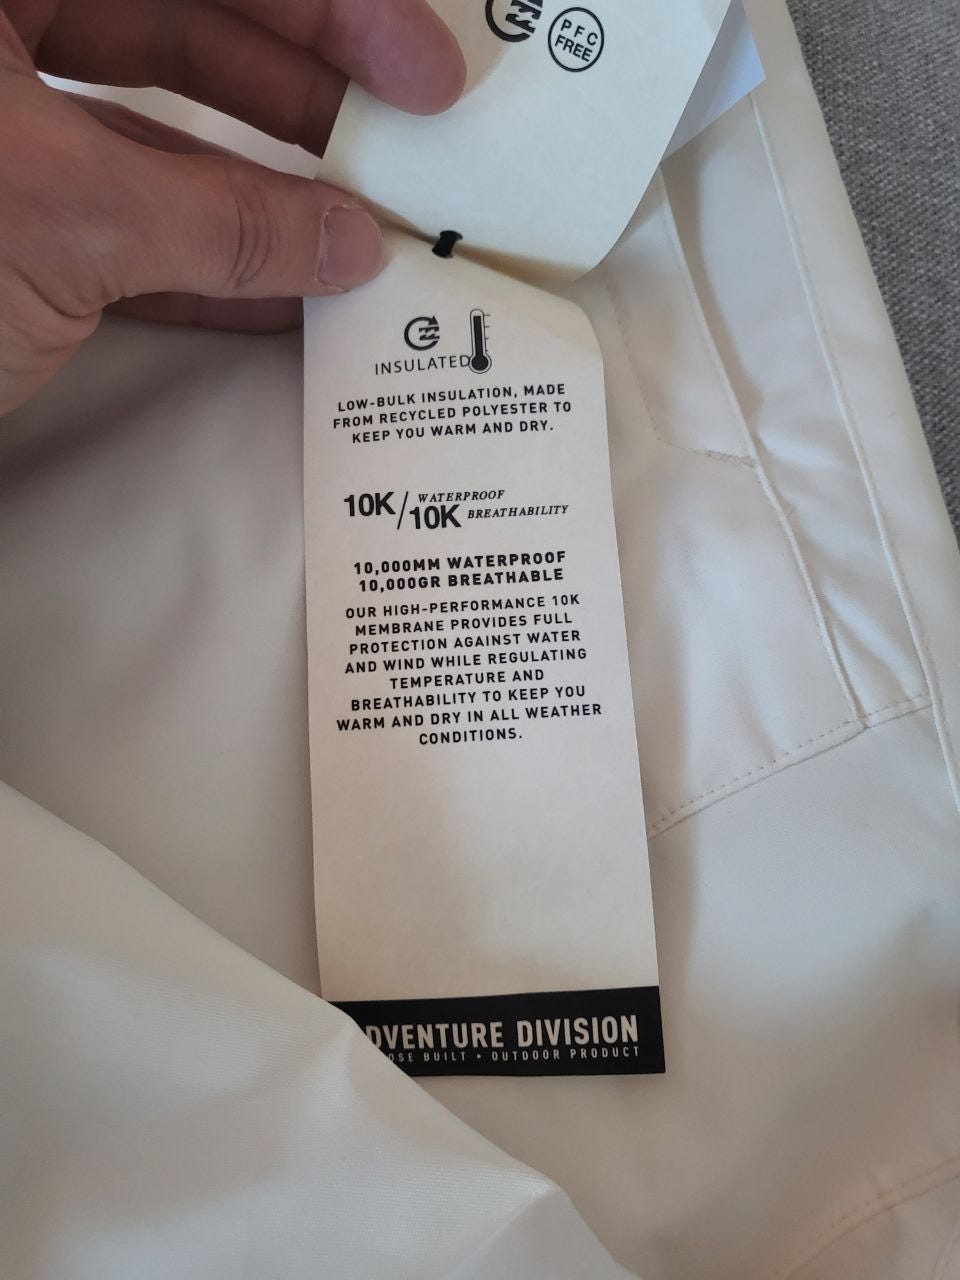 PFC
FREE
INSULATED
LOW-BULK INSULATION, MADE
FROM RECYCLED POLYESTER TO
KEEP YOU WARM AND DRY.
10K/10K WATERPROOF
BREATHABILITY
10,000MM WATERPROOF
10,000GR BREATHABLE
OUR HIGH-PERFORMANCE 10K
MEMBRANE PROVIDES FULL
PROTECTION AGAINST WATER
AND WIND WHILE REGULATING
TEMPERATURE AND
BREATHABILITY TO KEEP YOU
WARM AND DRY IN ALL WEATHER
CONDITIONS.
DVENTURE DIVISION
OSE BUILT • OUTDOOR PRODUCT